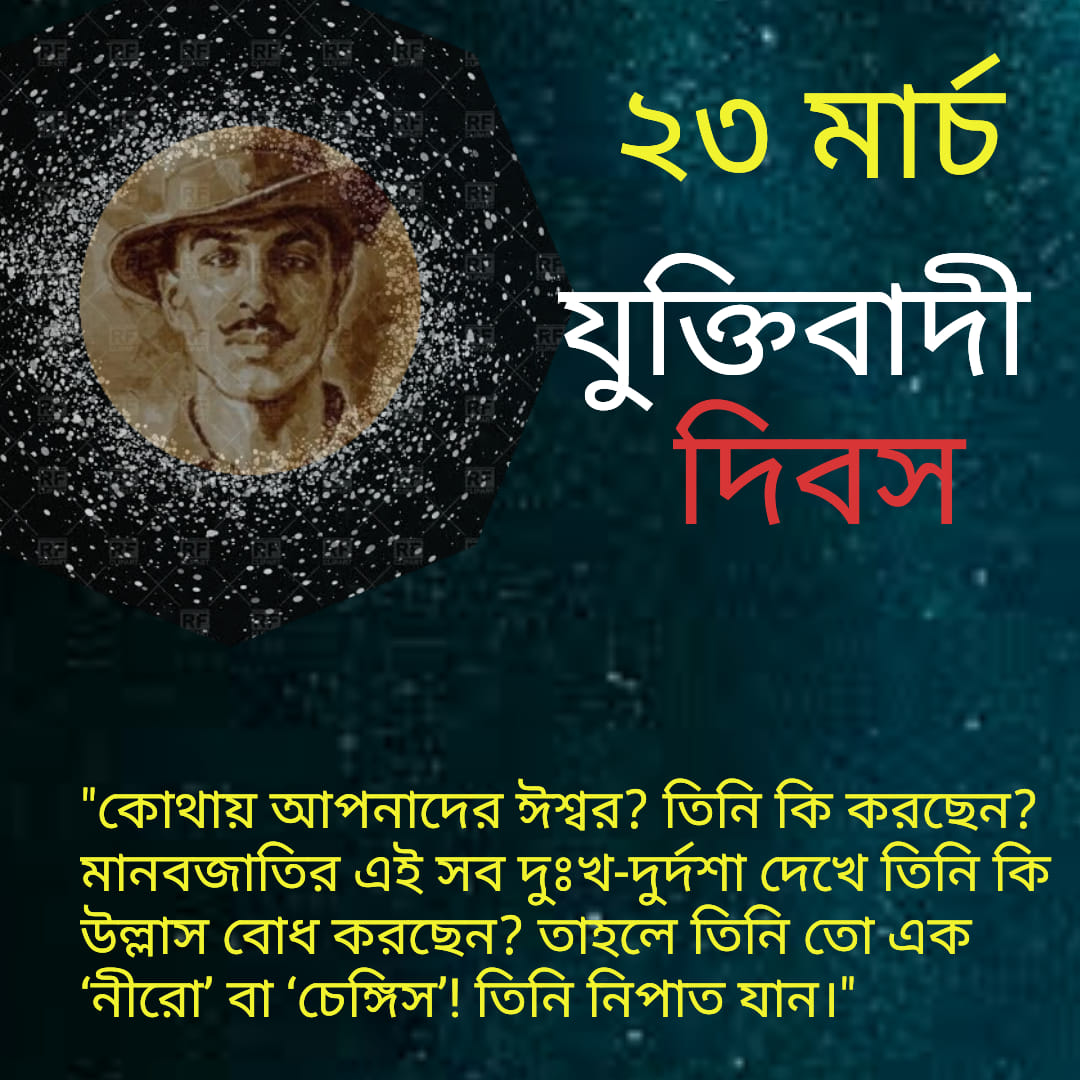 ২৩ মার্চ
যুক্তিবাদী
দিবস
"কোথায় আপনাদের ঈশ্বর? তিনি কি করছেন?
মানবজাতির এই সব দুঃখ-দুর্দশা দেখে তিনি কি
উল্লাস বোধ করছেন? তাহলে তিনি তো এক
‘নীরো’ বা ‘চেঙ্গিস’! তিনি নিপাত যান।"